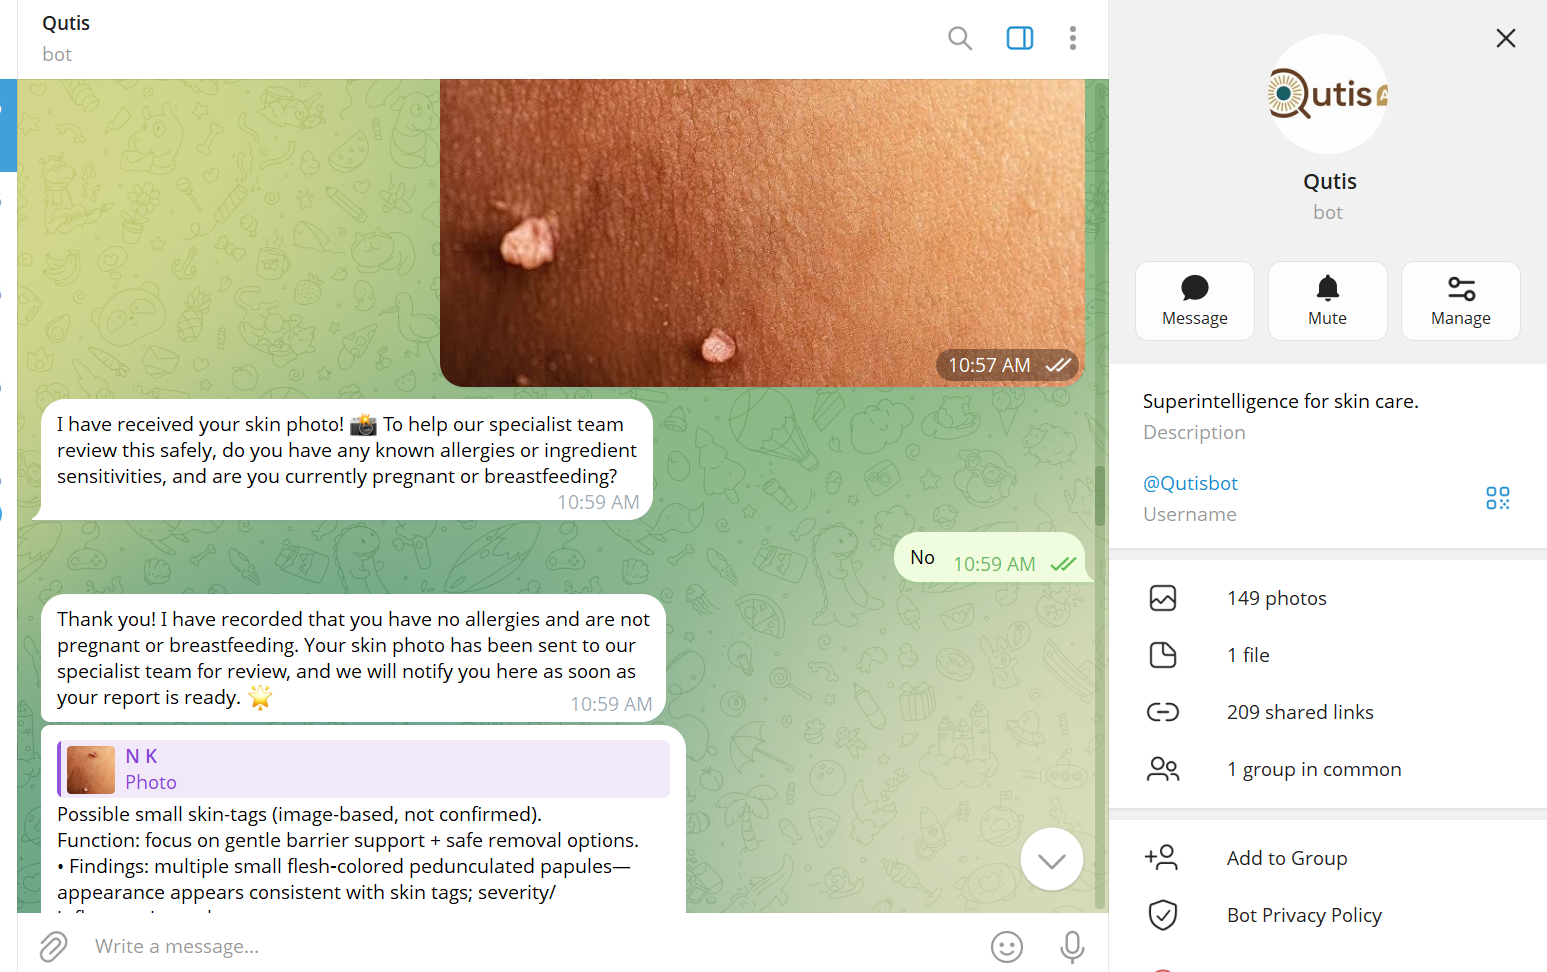 Qutis
bot
10:57 AM
I have received your skin photo! 📸 To help our specialist team
review this safely, do you have any known allergies or ingredient
sensitivities, and are you currently pregnant or breastfeeding?
10:59 AM
No 10:59 AM
Thank you! I have recorded that you have no allergies and are not
pregnant or breastfeeding. Your skin photo has been sent to our
specialist team for review, and we will notify you here as soon as
your report is ready. 🌟
10:59 AM
N K
Photo
Possible small skin-tags (image-based, not confirmed).
Function: focus on gentle barrier support + safe removal options.
• Findings: multiple small flesh-colored pedunculated papules—
appearance appears consistent with skin tags; severity/
Write a message...
Qutis
Qutis
bot
Message
Mute
Manage
Superintelligence for skin care.
Description
@Qutisbot
Username
149 photos
1 file
209 shared links
1 group in common
Add to Group
Bot Privacy Policy